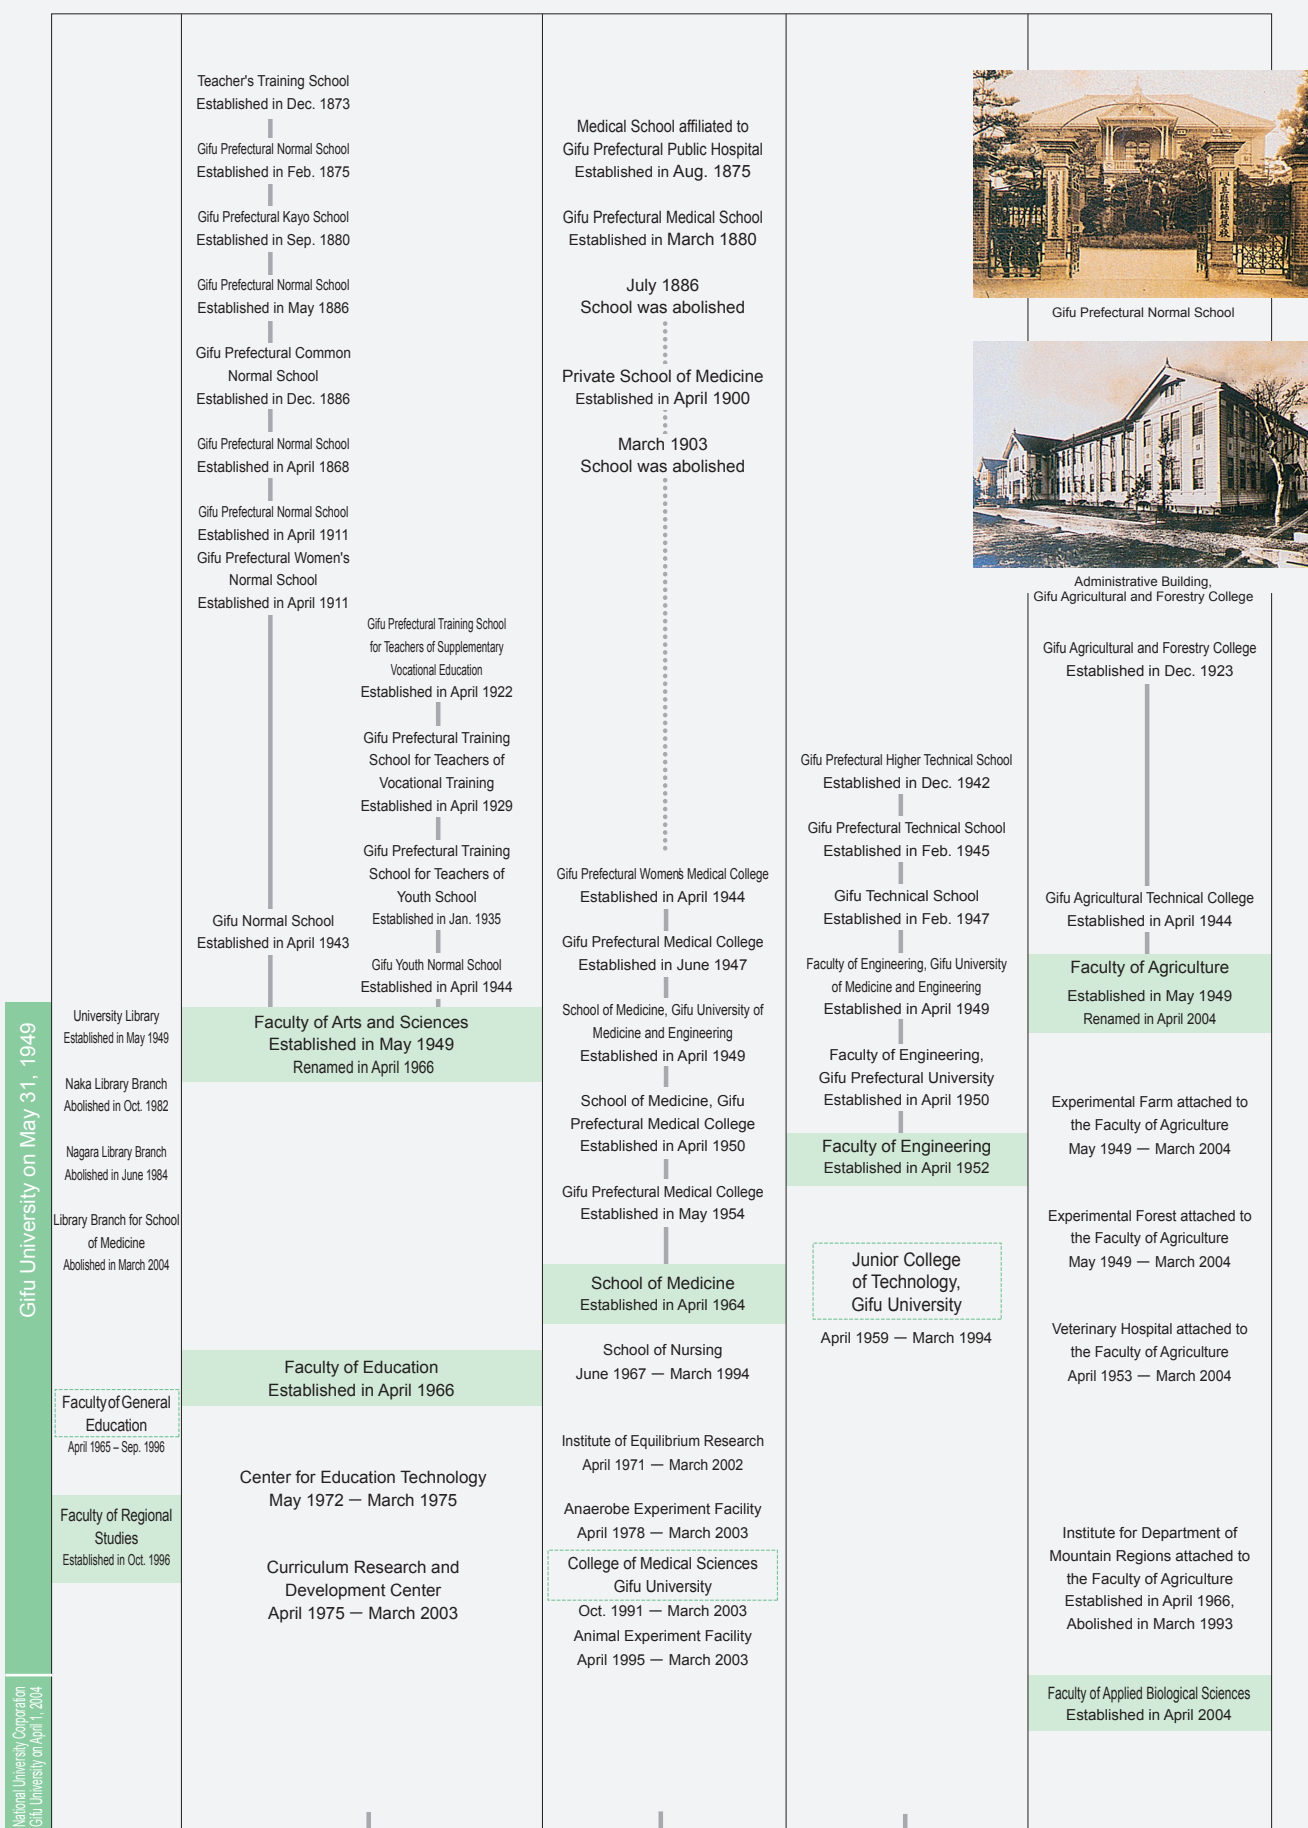 Gifu University on May 31, 1949
National University Corporation
Gifu University on April 1, 2004
University Library
Established in May 1949
Naka Library Branch
Abolished in Oct. 1982
Nagara Library Branch
Abolished in June 1984
Library Branch for School
of Medicine
Abolished in March 2004
Faculty of General
Education
April 1965 – Sep. 1996
Faculty of Regional
Studies
Established in Oct. 1996
Teacher's Training School
Established in Dec. 1873
Gifu Prefectural Normal School
Established in Feb. 1875
Gifu Prefectural Kayo School
Established in Sep. 1880
Gifu Prefectural Normal School
Established in May 1886
Gifu Prefectural Common
Normal School
Established in Dec. 1886
Gifu Prefectural Normal School
Established in April 1868
Gifu Prefectural Normal School
Established in April 1911
Gifu Prefectural Women's
Normal School
Established in April 1911
Gifu Prefectural Training School
for Teachers of Supplementary
Vocational Education
Established in April 1922
Gifu Prefectural Training
School for Teachers of
Vocational Training
Established in April 1929
Gifu Prefectural Training
School for Teachers of
Youth School
Established in Jan. 1935
Gifu Normal School
Established in April 1943
Gifu Youth Normal School
Established in April 1944
Faculty of Arts and Sciences
Established in May 1949
Renamed in April 1966
Faculty of Education
Established in April 1966
Center for Education Technology
May 1972 — March 1975
Curriculum Research and
Development Center
April 1975 — March 2003
Medical School affiliated to
Gifu Prefectural Public Hospital
Established in Aug. 1875
Gifu Prefectural Medical School
Established in March 1880
July 1886
School was abolished
Private School of Medicine
Established in April 1900
March 1903
School was abolished
Gifu Prefectural Women's Medical College
Established in April 1944
Gifu Prefectural Medical College
Established in June 1947
School of Medicine, Gifu University of
Medicine and Engineering
Established in April 1949
School of Medicine, Gifu
Prefectural Medical College
Established in April 1950
Gifu Prefectural Medical College
Established in May 1954
School of Medicine
Established in April 1964
School of Nursing
June 1967 — March 1994
Institute of Equilibrium Research
April 1971 — March 2002
Anaerobe Experiment Facility
April 1978 — March 2003
College of Medical Sciences
Gifu University
Oct. 1991 — March 2003
Animal Experiment Facility
April 1995 — March 2003
Gifu Prefectural Higher Technical School
Established in Dec. 1942
Gifu Prefectural Technical School
Established in Feb. 1945
Gifu Technical School
Established in Feb. 1947
Faculty of Engineering, Gifu University
of Medicine and Engineering
Established in April 1949
Faculty of Engineering,
Gifu Prefectural University
Established in April 1950
Faculty of Engineering
Established in April 1952
Junior College
of Technology,
Gifu University
April 1959 — March 1994
岐阜縣師範學校
Gifu Prefectural Normal School
Administrative Building,
Gifu Agricultural and Forestry College
Gifu Agricultural and Forestry College
Established in Dec. 1923
Gifu Agricultural Technical College
Established in April 1944
Faculty of Agriculture
Established in May 1949
Renamed in April 2004
Experimental Farm attached to
the Faculty of Agriculture
May 1949 — March 2004
Experimental Forest attached to
the Faculty of Agriculture
May 1949 — March 2004
Veterinary Hospital attached to
the Faculty of Agriculture
April 1953 — March 2004
Institute for Department of
Mountain Regions attached to
the Faculty of Agriculture
Established in April 1966,
Abolished in March 1993
Faculty of Applied Biological Sciences
Established in April 2004